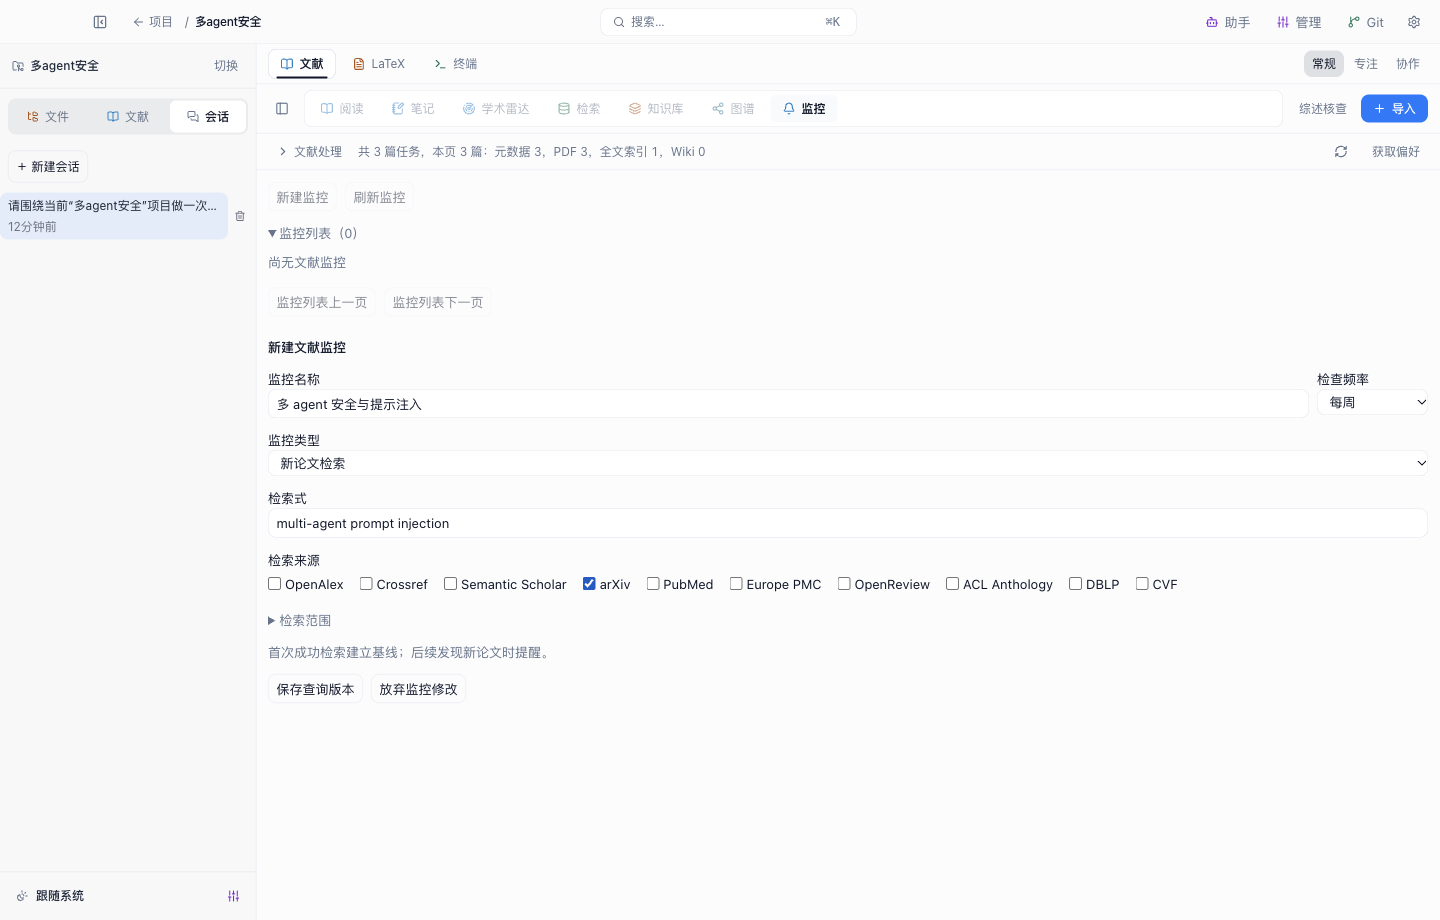 项目 / 多agent安全
搜索... ⌘K
助手 管理 Git
多agent安全 切换
文献 LaTeX 终端
常规 专注 协作
文件 文献 会话
阅读 笔记 学术雷达 检索 知识库 图谱 监控
综述核查 + 导入
文献处理 共 3 篇任务，本页 3 篇：元数据 3，PDF 3，全文索引 1，Wiki 0
获取偏好
+ 新建会话
请围绕当前“多agent安全”项目做一次...
12分钟前
新建监控 刷新监控
监控列表（0）
尚无文献监控
监控列表上一页 监控列表下一页
新建文献监控
监控名称 检查频率
多 agent 安全与提示注入 每周
监控类型
新论文检索
检索式
multi-agent prompt injection
检索来源
OpenAlex Crossref Semantic Scholar arXiv PubMed Europe PMC OpenReview ACL Anthology DBLP CVF
检索范围
首次成功检索建立基线；后续发现新论文时提醒。
保存查询版本 放弃监控修改
跟随系统